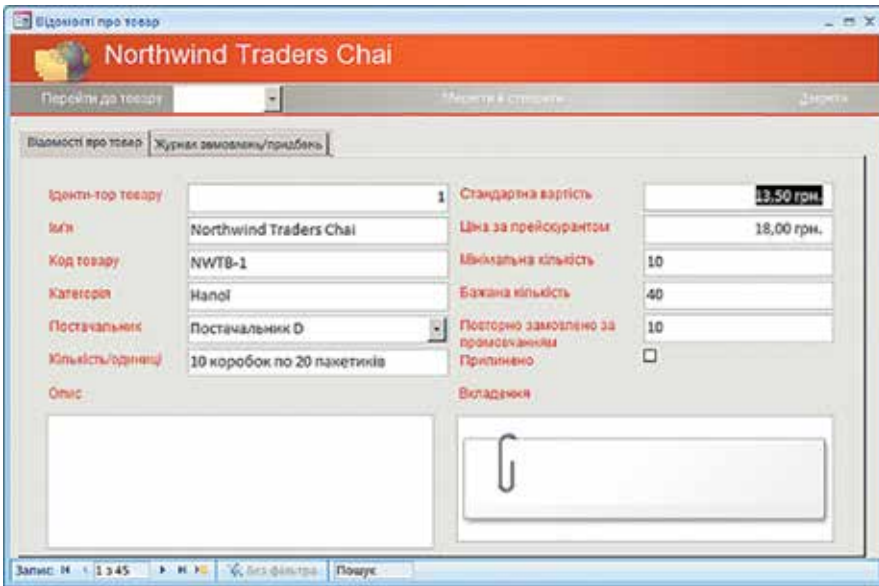 Відомості про товар
Northwind Traders Chai
Перейти до товару
Зберегти й створити
Закрити
Відомості про товар Журнал замовлень/придбань
Іденти-тор товару 1 Стандартна вартість 13,50 грн.
Ім'я Northwind Traders Chai Ціна за прейскурантом 18,00 грн.
Код товару NWTB-1 Мінімальна кількість 10
Категорія Напої Бажана кількість 40
Постачальник Постачальник D Повторно замовлено за промовчанням 10
Кількість/одиниці 10 коробок по 20 пакетиків Припинено
Опис Вкладення
Запис: 1 з 45 Без фільтра Пошук